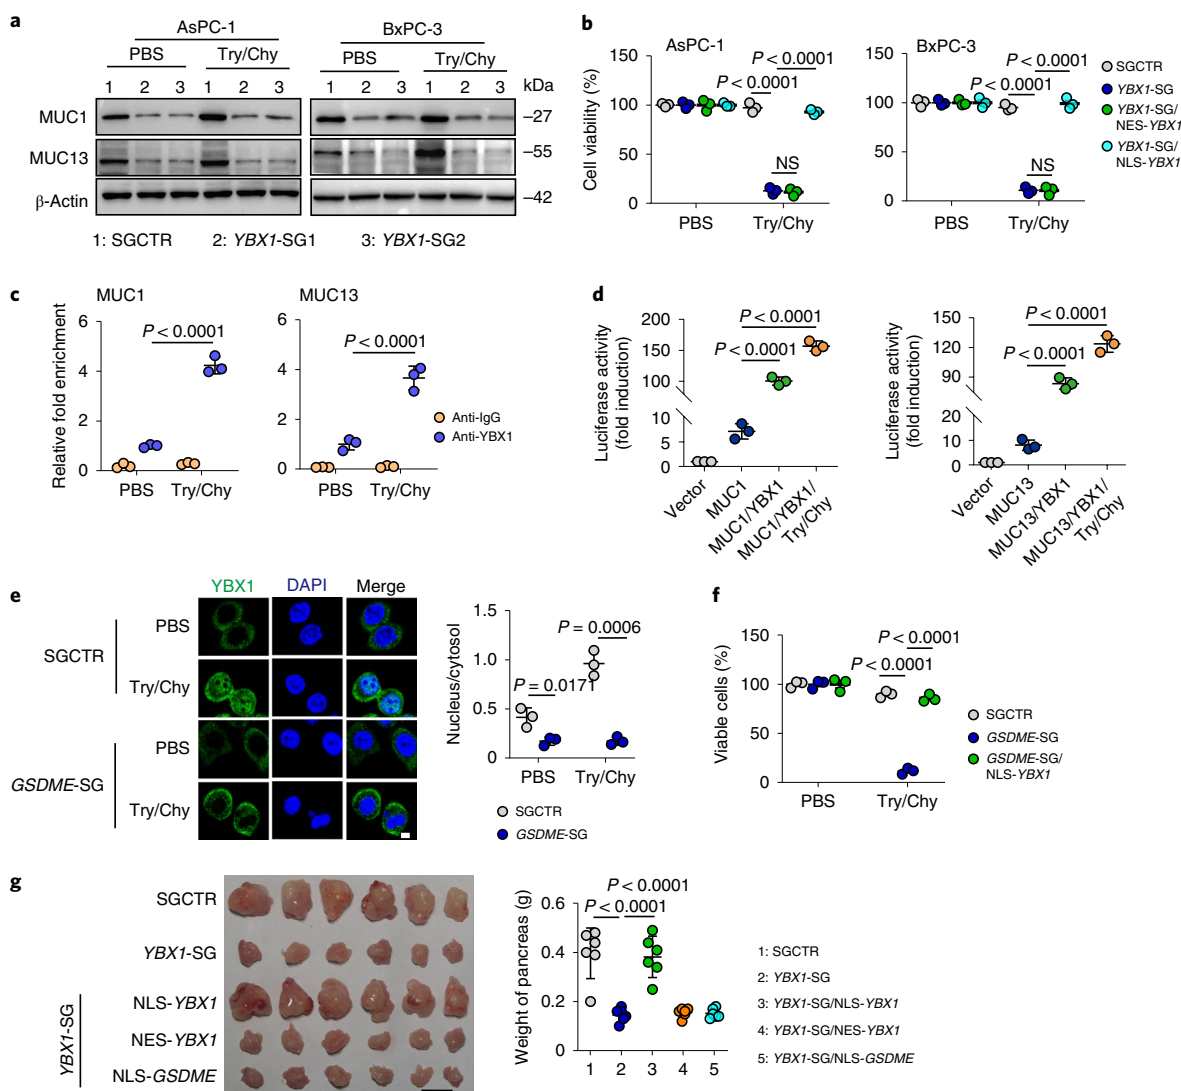 a
AsPC-1
BxPC-3
PBS
Try/Chy
PBS
Try/Chy
1 2 3 1 2 3 1 2 3 1 2 3 kDa
MUC1
–27
MUC13
–55
β-Actin
–42
1: SGCTR 2: YBX1-SG1 3: YBX1-SG2
b
AsPC-1
Cell viability (%)
150
100
50
0
P < 0.0001
P < 0.0001
NS
PBS Try/Chy
BxPC-3
150
100
50
0
P < 0.0001
P < 0.0001
NS
PBS Try/Chy
SGCTR
YBX1-SG
YBX1-SG/
NES-YBX1
YBX1-SG/
NLS-YBX1
c
MUC1
Relative fold enrichment
6
4
2
0
P < 0.0001
PBS Try/Chy
MUC13
6
4
2
0
P < 0.0001
PBS Try/Chy
Anti-IgG
Anti-YBX1
d
Luciferase activity
(fold induction)
200
150
100
10
5
0
P < 0.0001
P < 0.0001
Vector
MUC1
MUC1/YBX1
MUC1/YBX1/
Try/Chy
Luciferase activity
(fold induction)
150
120
90
20
10
0
P < 0.0001
P < 0.0001
Vector
MUC13
MUC13/YBX1
MUC13/YBX1/
Try/Chy
e
YBX1 DAPI Merge
SGCTR
PBS
Try/Chy
GSDME-SG
PBS
Try/Chy
Nucleus/cytosol
1.5
1.0
0.5
0
P = 0.0006
P = 0.0171
PBS Try/Chy
SGCTR
GSDME-SG
f
Viable cells (%)
150
100
50
0
P < 0.0001
P < 0.0001
PBS Try/Chy
SGCTR
GSDME-SG
GSDME-SG/
NLS-YBX1
g
SGCTR
YBX1-SG
YBX1-SG
NLS-YBX1
NES-YBX1
NLS-GSDME
Weight of pancreas (g)
0.6
0.4
0.2
0
P < 0.0001
P < 0.0001
1 2 3 4 5
1: SGCTR
2: YBX1-SG
3: YBX1-SG/NLS-YBX1
4: YBX1-SG/NES-YBX1
5: YBX1-SG/NLS-GSDME